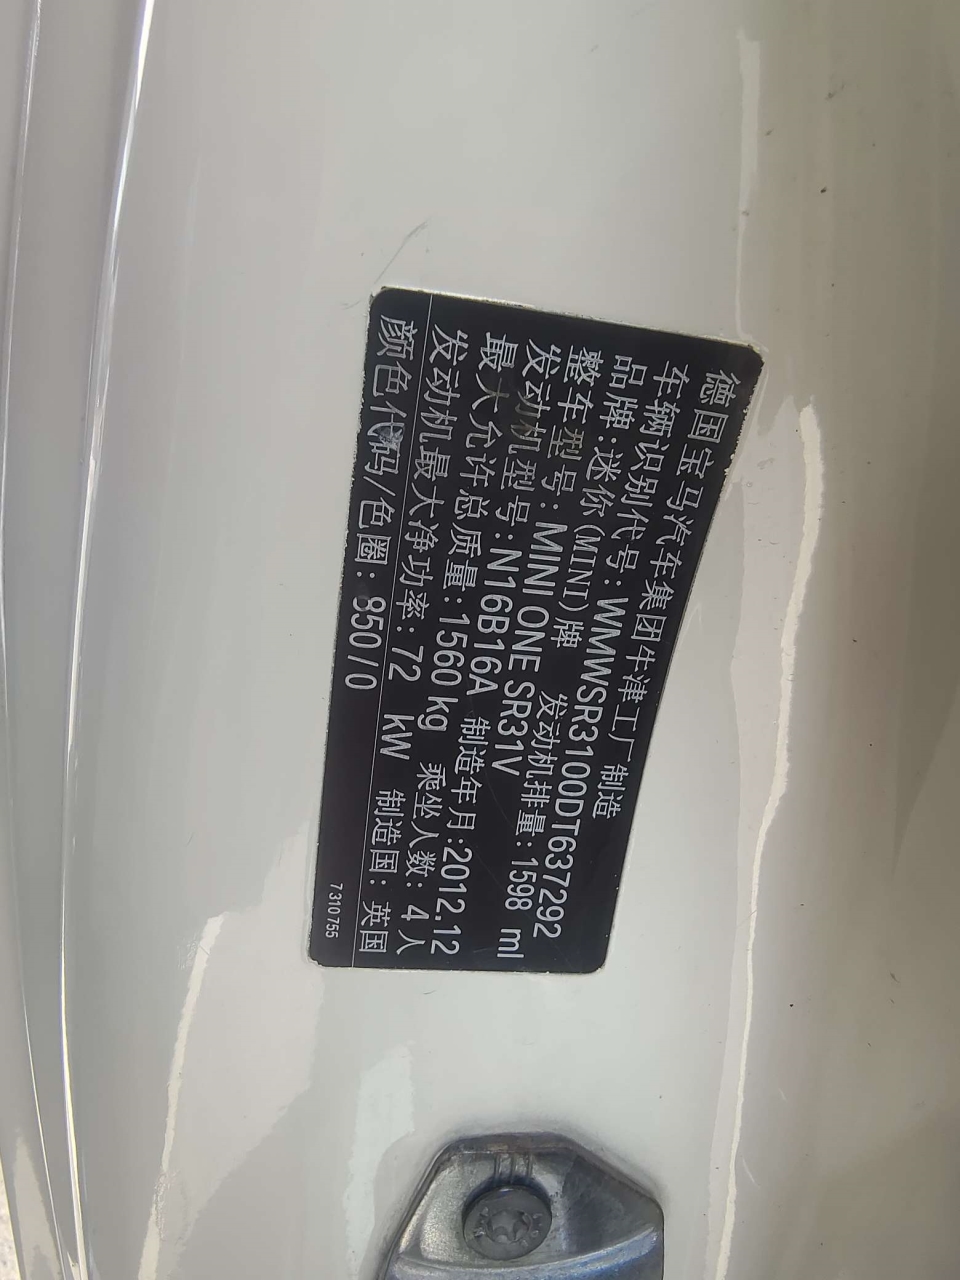 德国宝马汽车集团牛津工厂制造
车辆识别代号：WMWSR3100DT637292
品牌：迷你(MINI)牌 发动机排量：1598 ml
整车型号：MINI ONE SR31V
发动机型号：N16B16A 制造年月：2012.12
最大允许总质量：1560 kg 乘坐人数：4 人
发动机最大净功率：72 kW 制造国：英国
颜色代码/色圈：850/0
7310755